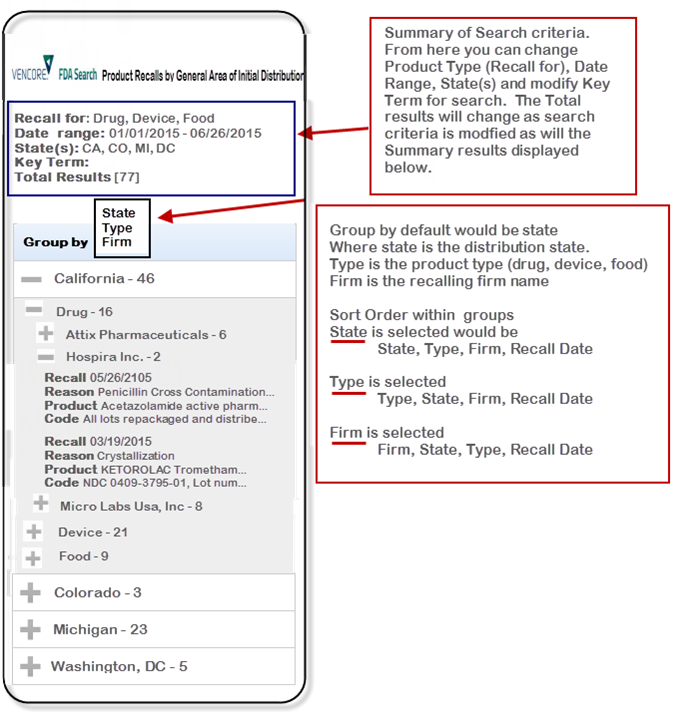 VENCORE FDA Search Product Recalls by General Area of Initial Distribution
Recall for: Drug, Device, Food
Date range: 01/01/2015 - 06/26/2015
State(s): CA, CO, MI, DC
Key Term:
Total Results [77]
State
Type
Firm
Group by
California - 46
Drug - 16
Attix Pharmaceuticals - 6
Hospira Inc. - 2
Recall 05/26/2105
Reason Penicillin Cross Contamination...
Product Acetazolamide active pharm...
Code All lots repackaged and distribe...
Recall 03/19/2015
Reason Crystallization
Product KETOROLAC Trometham...
Code NDC 0409-3795-01, Lot num...
Micro Labs Usa, Inc - 8
Device - 21
Food - 9
Colorado - 3
Michigan - 23
Washington, DC - 5
Summary of Search criteria.
From here you can change
Product Type (Recall for), Date
Range, State(s) and modify Key
Term for search. The Total
results will change as search
criteria is modfied as will the
Summary results displayed
below.
Group by default would be state
Where state is the distribution state.
Type is the product type (drug, device, food)
Firm is the recalling firm name
Sort Order within groups
State is selected would be
State, Type, Firm, Recall Date
Type is selected
Type, State, Firm, Recall Date
Firm is selected
Firm, State, Type, Recall Date